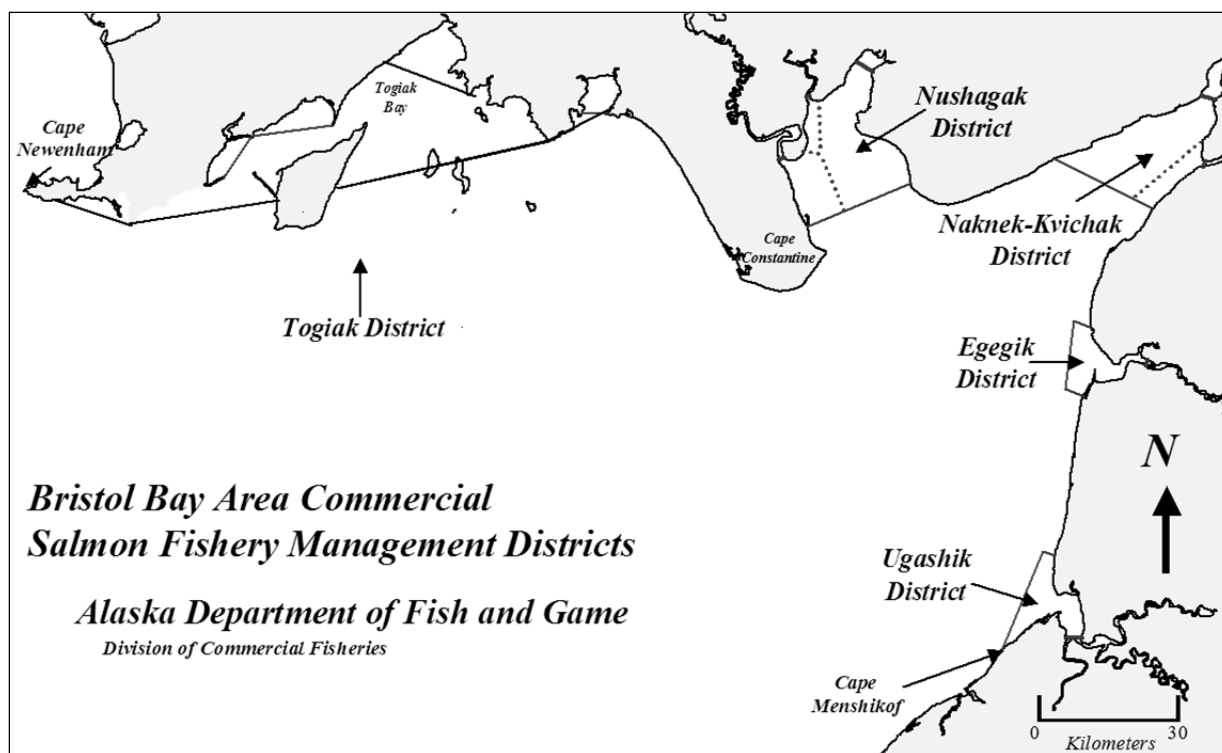 Togiak
Bay
Cape
Newenham
Nushagak
District
Naknek-Kvichak
District
Cape
Constantine
Togiak District
Egegik
District
N
Bristol Bay Area Commercial
Salmon Fishery Management Districts
Ugashik
District
Alaska Department of Fish and Game
Division of Commercial Fisheries
Cape
Menshikof
0 30
Kilometers